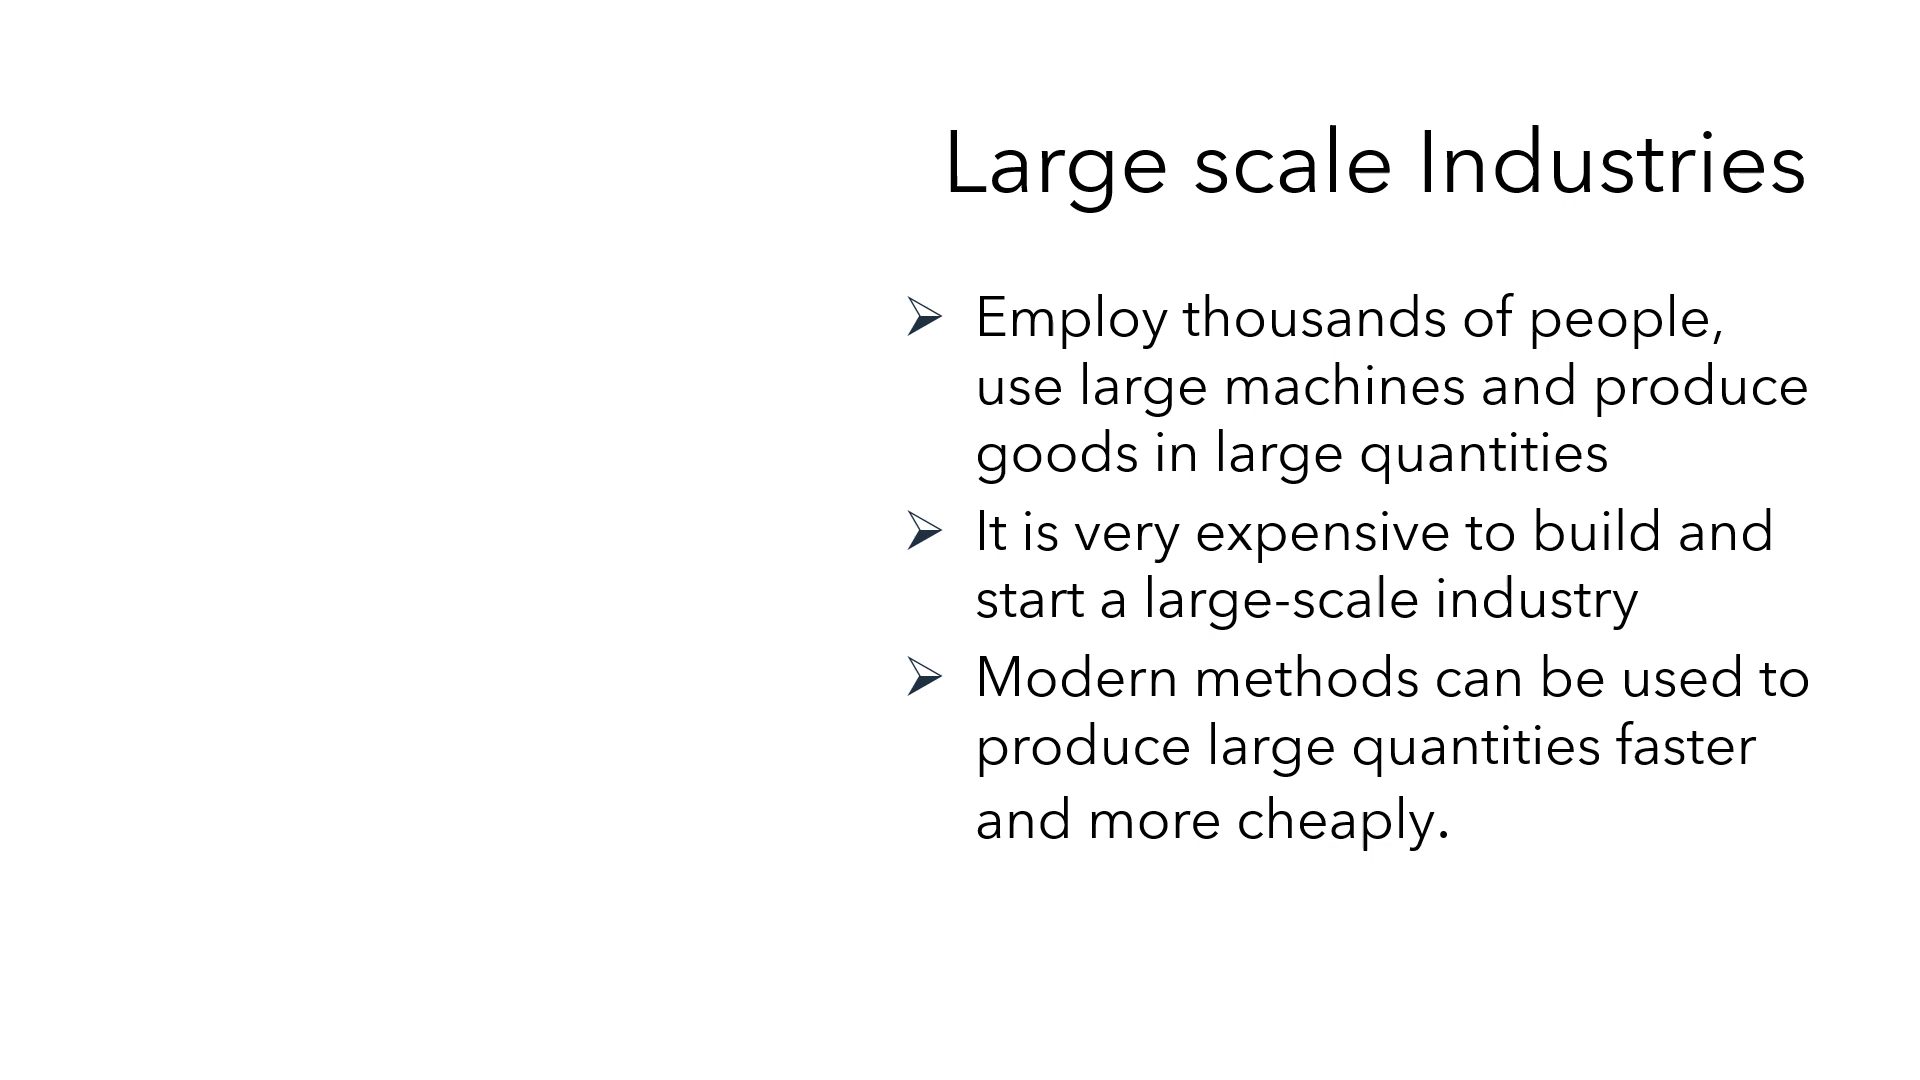 Large scale Industries
➢ Employ thousands of people,
use large machines and produce
goods in large quantities
➢ It is very expensive to build and
start a large-scale industry
➢ Modern methods can be used to
produce large quantities faster
and more cheaply.